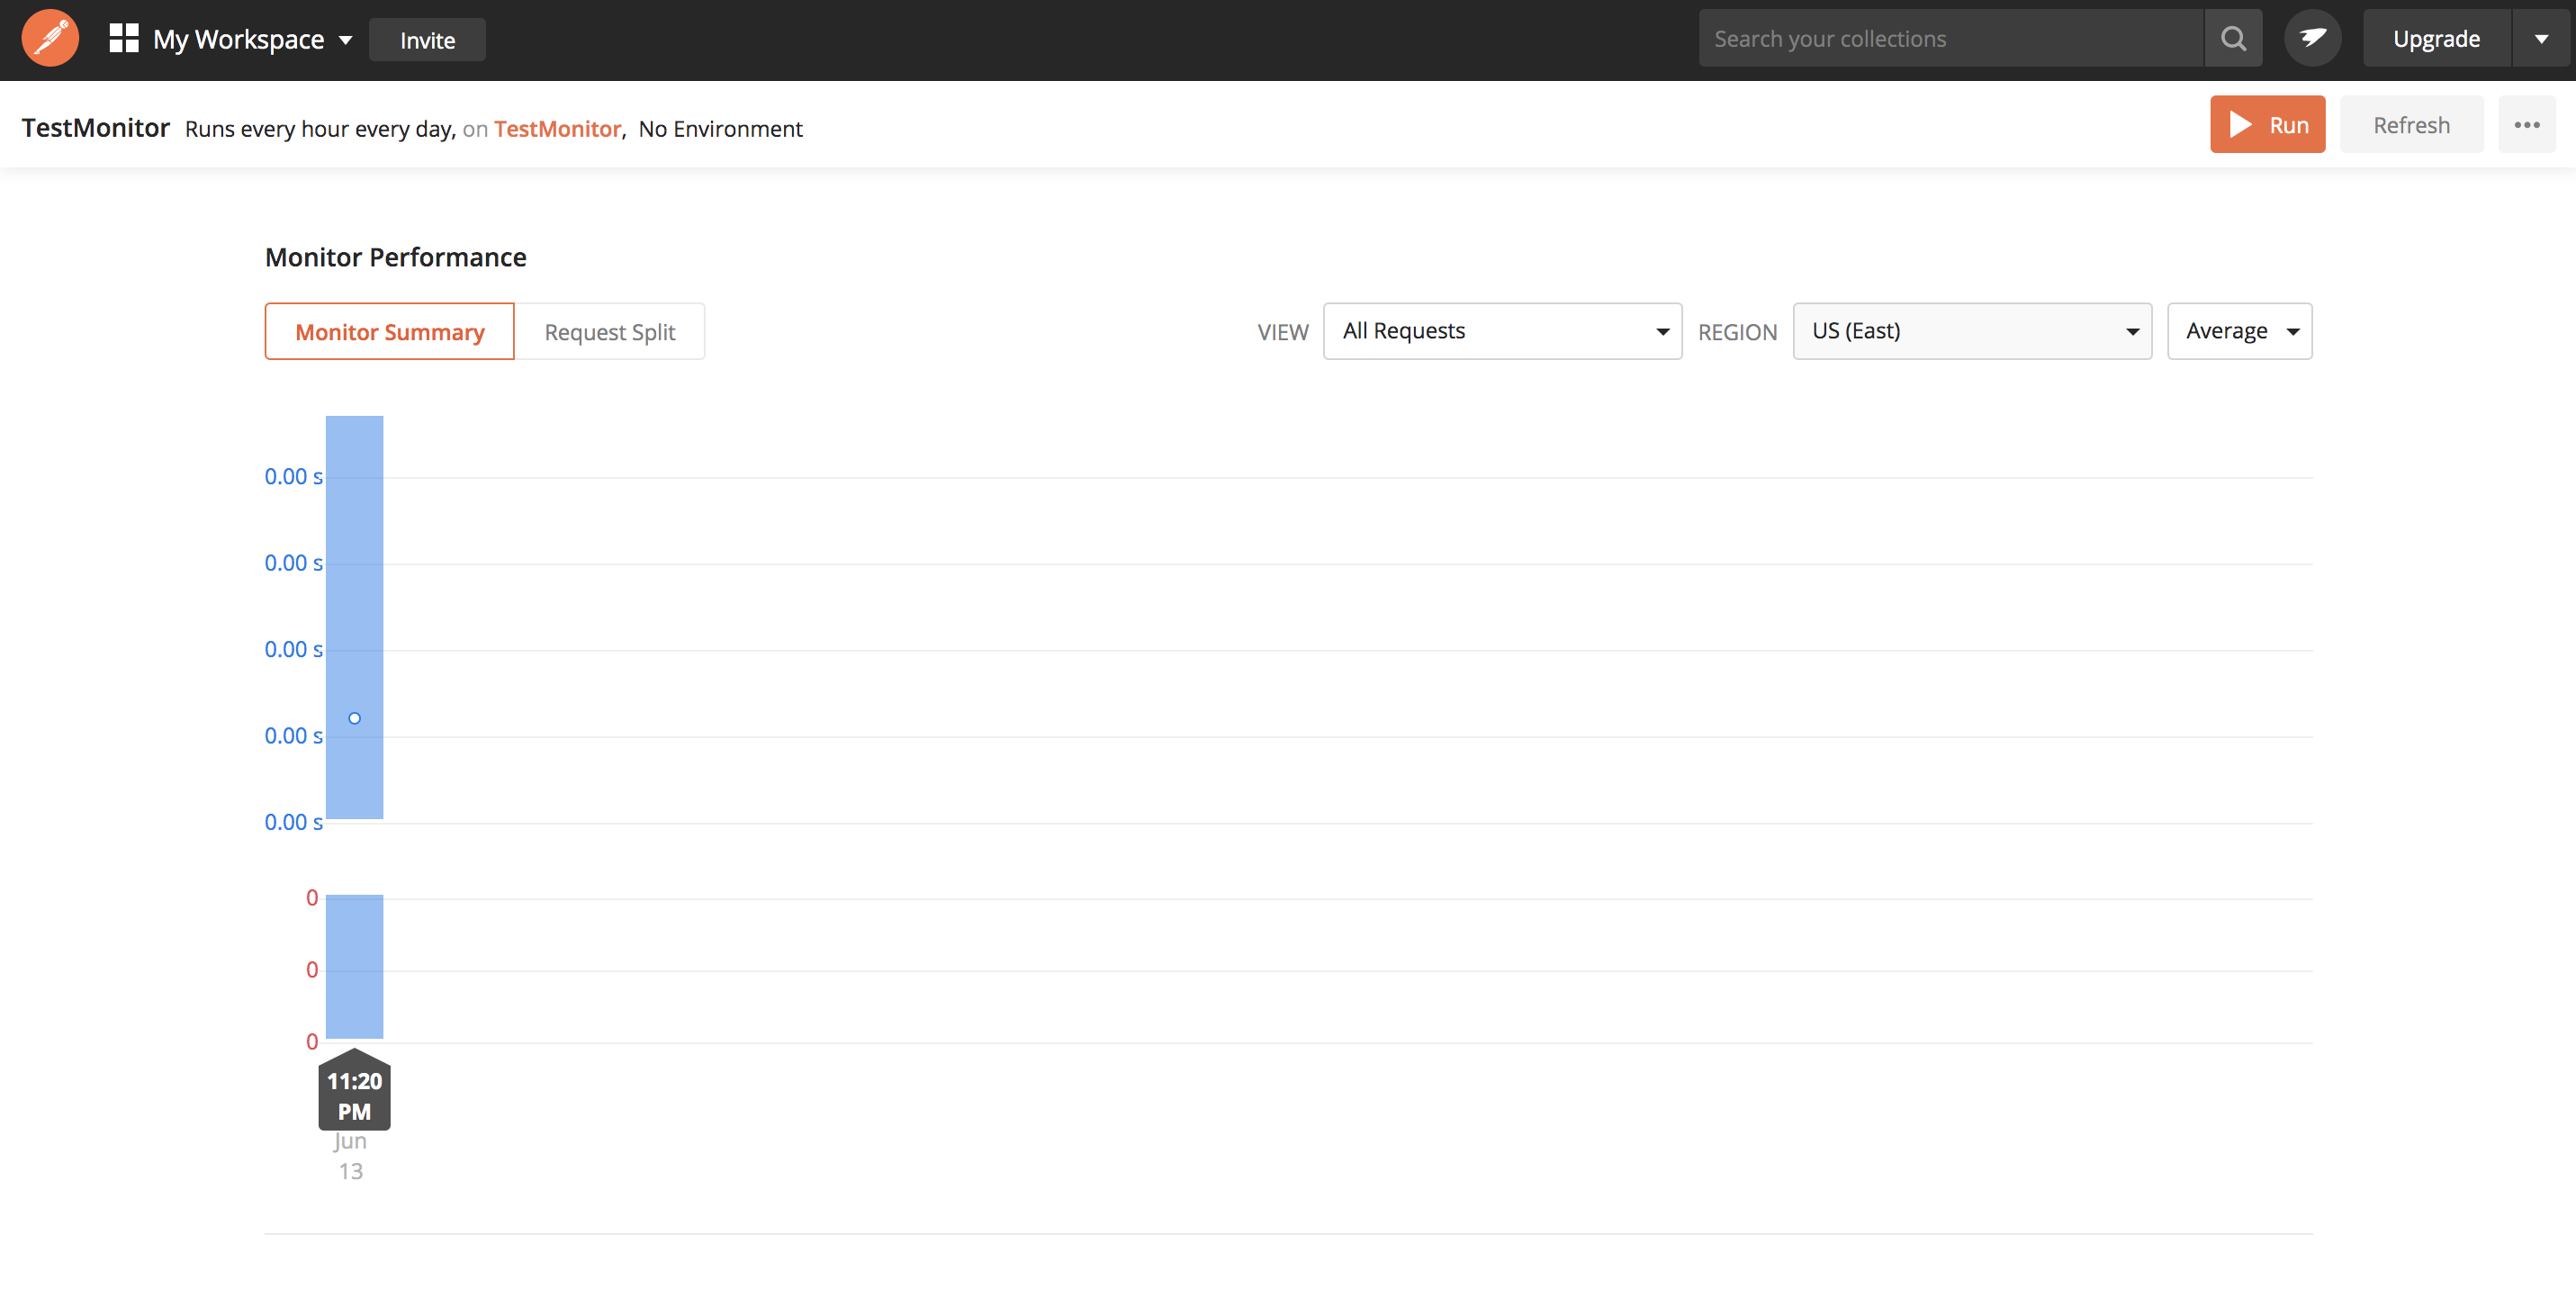 My Workspace Invite Search your collections Upgrade
TestMonitor Runs every hour every day, on TestMonitor, No Environment Run Refresh
Monitor Performance
Monitor Summary Request Split VIEW All Requests REGION US (East) Average
0.00 s
0.00 s
0.00 s
0.00 s
0.00 s
0
0
0
11:20
PM
Jun
13